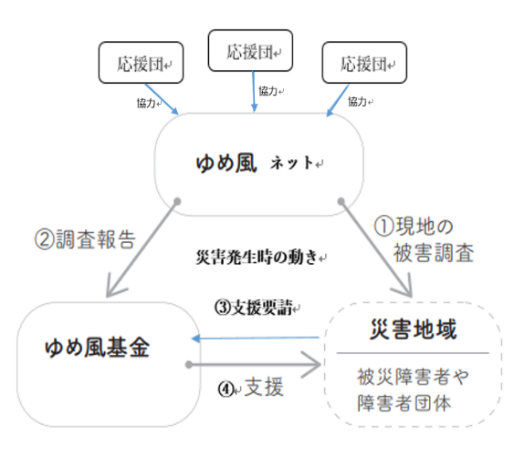 応援団
応援団
応援団
協力
協力
協力
ゆめ風 ネット
②調査報告
①現地の
被害調査
災害発生時の動き
③支援要請
ゆめ風基金
災害地域
④支援
被災障害者や
障害者団体